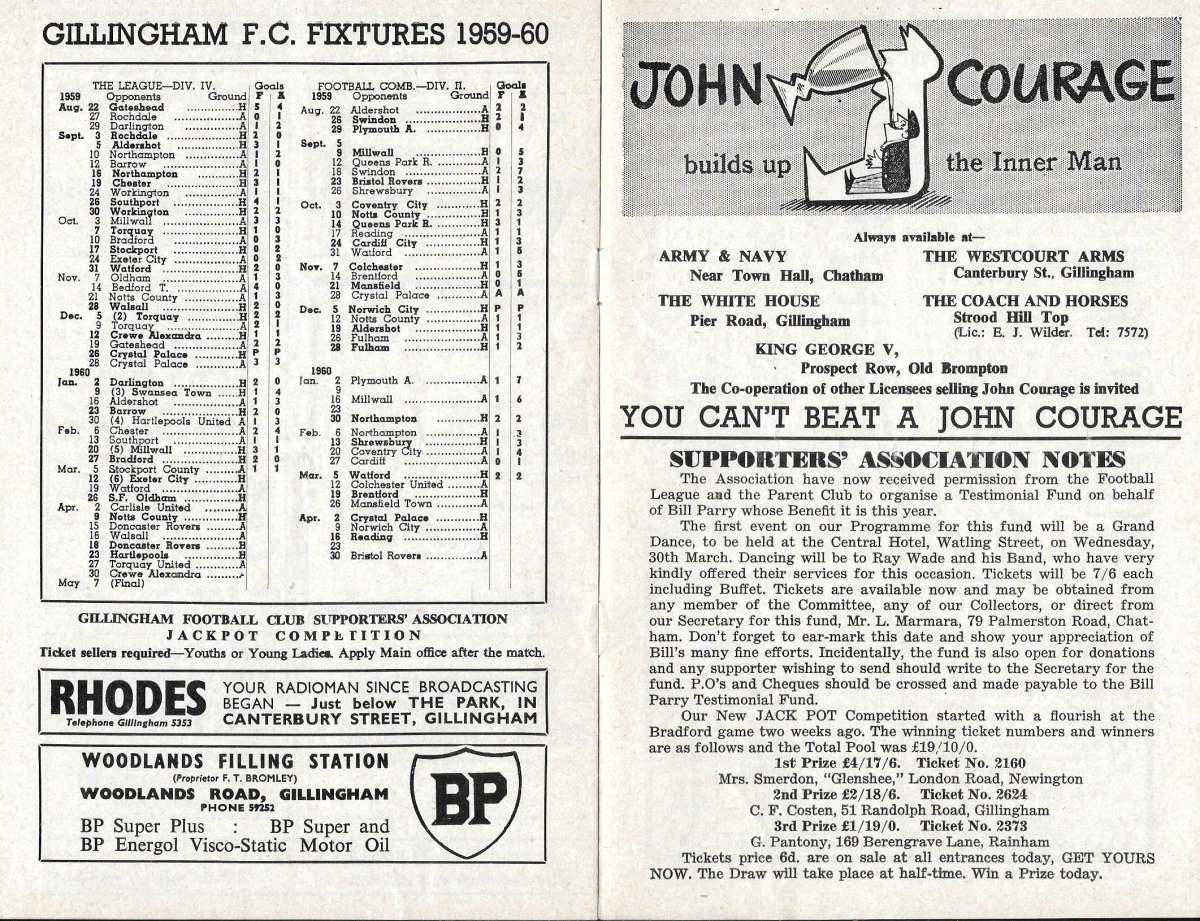 GILLINGHAM F.C. FIXTURES 1959-60
THE LEAGUE—DIV. IV. Goals
1959 Opponents Ground F A
Aug. 22 Gateshead ..............H 5 4
27 Rochdale ..............A 0 1
29 Darlington ..............A 1 2
Sept. 3 Rochdale ..............H 2 0
5 Aldershot ..............H 3 1
10 Northampton ..............A 1 2
12 Barrow ..............A 1 0
16 Northampton ..............H 2 1
19 Chester ..............H 3 1
24 Workington ..............A 1 1
26 Southport ..............H 4 1
30 Workington ..............H 2 2
Oct. 3 Millwall ..............A 3 3
7 Torquay ..............H 1 0
10 Bradford ..............A 0 3
17 Stockport ..............H 0 2
24 Exeter City ..............A 0 2
31 Watford ..............H 2 0
Nov. 7 Oldham ..............A 1 3
14 Bedford T. ..............A 4 0
21 Notts County ..............A 1 3
28 Walsall ..............H 2 0
Dec. 5 (2) Torquay ..............H 2 2
9 Torquay ..............A 2 1
12 Crewe Alexandra ..............H 1 1
19 Gateshead ..............A 2 2
26 Crystal Palace ..............H P P
28 Crystal Palace ..............A 3 3
1960
Jan. 2 Darlington ..............H 2 0
9 (3) Swansea Town ......H 1 4
16 Aldershot ..............A 1 3
23 Barrow ..............H 2 0
30 (4) Hartlepools United A 1 3
Feb. 6 Chester ..............A 2 4
13 Southport ..............A 1 1
20 (5) Millwall ..............H 3 1
27 Bradford ..............H 2 0
Mar. 5 Stockport County ..............A 1 1
12 (6) Exeter City ..............H
19 Watford ..............A
26 S.F. Oldham ..............H
Apr. 2 Carlisle United ..............A
9 Notts County ..............H
15 Doncaster Rovers ..............A
16 Walsall ..............A
18 Doncaster Rovers ..............H
23 Hartlepools ..............H
27 Torquay United ..............A
30 Crewe Alexandra ..............
May 7 (Final)
FOOTBALL COMB.—DIV. II. Goals
1959 Opponents Ground F A
Aug. 22 Aldershot ..............A 2 2
26 Swindon ..............H 2
29 Plymouth A. ..............H 0 4
Sept. 5
9 Millwall ..............H 0 5
12 Queens Park R. ..............A 1 3
18 Swindon ..............A 2 7
23 Bristol Rovers ..............H 1 2
26 Shrewsbury ..............A 1 3
Oct. 3 Coventry City ..............H 2 2
10 Notts County ..............H 1 3
14 Queens Park R. ..............H 3 1
17 Reading ..............A 1 1
24 Cardiff City ..............H 1 3
31 Watford ..............A 1 5
Nov. 7 Colchester ..............H 1 3
14 Brentford ..............A 0 5
21 Mansfield ..............H 0 1
28 Crystal Palace ..............A A A
Dec. 5 Norwich City ..............H P P
12 Notts County ..............A 1 1
19 Aldershot ..............H 1
26 Fulham ..............A 1 3
28 Fulham ..............H 1 2
1960
Jan. 2 Plymouth A. ..............A 1 7
9
16 Millwall ..............A 1 6
23
30 Northampton ..............H 2 2
Feb. 6 Northampton ..............A 1 3
13 Shrewsbury ..............H 1 3
20 Coventry City ..............A 1 4
27 Cardiff ..............A 0 1
Mar. 5 Watford ..............H 2 2
12 Colchester United ..............A
19 Brentford ..............H
26 Mansfield Town ..............A
Apr. 2 Crystal Palace ..............H
9 Norwich City ..............A
16 Reading ..............H
23
30 Bristol Rovers ..............A
GILLINGHAM FOOTBALL CLUB SUPPORTERS' ASSOCIATION
JACKPOT COMPETITION
Ticket sellers required—Youths or Young Ladies. Apply Main office after the match.
RHODES
Telephone Gillingham 5353
YOUR RADIOMAN SINCE BROADCASTING
BEGAN — Just below THE PARK, IN
CANTERBURY STREET, GILLINGHAM
WOODLANDS FILLING STATION
(Proprietor F. T. BROMLEY)
WOODLANDS ROAD, GILLINGHAM
PHONE 59252
BP Super Plus : BP Super and
BP Energol Visco-Static Motor Oil
BP
JOHN COURAGE
builds up the Inner Man
Always available at—
ARMY & NAVY
Near Town Hall, Chatham
THE WESTCOURT ARMS
Canterbury St., Gillingham
THE WHITE HOUSE
Pier Road, Gillingham
THE COACH AND HORSES
Strood Hill Top
(Lic.: E. J. Wilder. Tel: 7572)
KING GEORGE V,
Prospect Row, Old Brompton
The Co-operation of other Licensees selling John Courage is invited
YOU CAN'T BEAT A JOHN COURAGE
SUPPORTERS' ASSOCIATION NOTES
The Association have now received permission from the Football
League and the Parent Club to organise a Testimonial Fund on behalf
of Bill Parry whose Benefit it is this year.
The first event on our Programme for this fund will be a Grand
Dance, to be held at the Central Hotel, Watling Street, on Wednesday,
30th March. Dancing will be to Ray Wade and his Band, who have very
kindly offered their services for this occasion. Tickets will be 7/6 each
including Buffet. Tickets are available now and may be obtained from
any member of the Committee, any of our Collectors, or direct from
our Secretary for this fund, Mr. L. Marmara, 79 Palmerston Road, Chat-
ham. Don't forget to ear-mark this date and show your appreciation of
Bill's many fine efforts. Incidentally, the fund is also open for donations
and any supporter wishing to send should write to the Secretary for the
fund. P.O's and Cheques should be crossed and made payable to the Bill
Parry Testimonial Fund.
Our New JACK POT Competition started with a flourish at the
Bradford game two weeks ago. The winning ticket numbers and winners
are as follows and the Total Pool was £19/10/0.
1st Prize £4/17/6. Ticket No. 2160
Mrs. Smerdon, "Glenshee," London Road, Newington
2nd Prize £2/18/6. Ticket No. 2624
C. F. Costen, 51 Randolph Road, Gillingham
3rd Prize £1/19/0. Ticket No. 2373
G. Pantony, 169 Berengrave Lane, Rainham
Tickets price 6d. are on sale at all entrances today, GET YOURS
NOW. The Draw will take place at half-time. Win a Prize today.